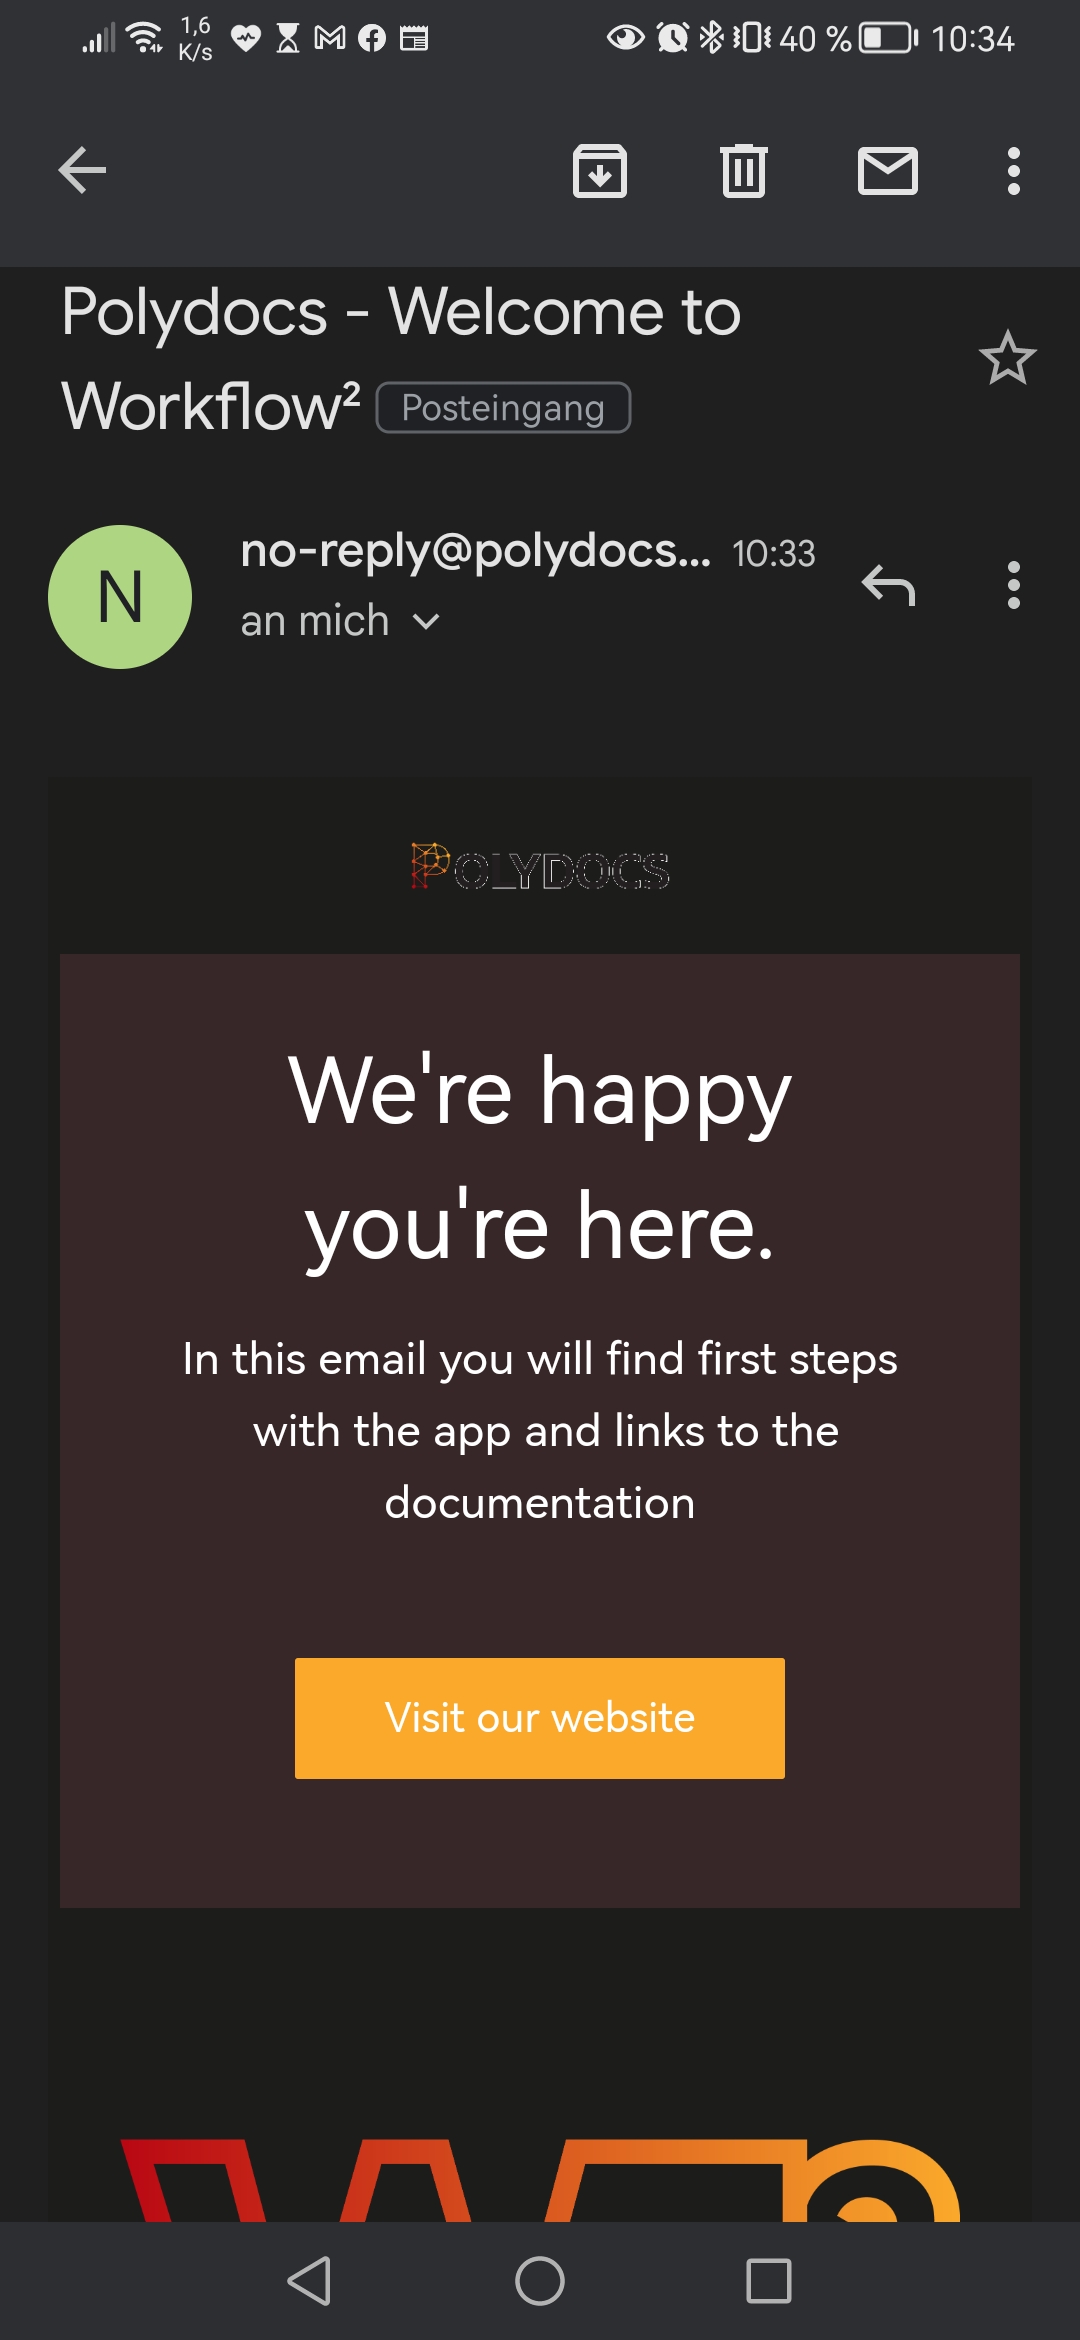 1,6
K/s
40 %
10:34
Polydocs - Welcome to
Workflow² Posteingang
N
no-reply@polydocs... 10:33
an mich
POLYDOCS
We're happy
you're here.
In this email you will find first steps
with the app and links to the
documentation
Visit our website